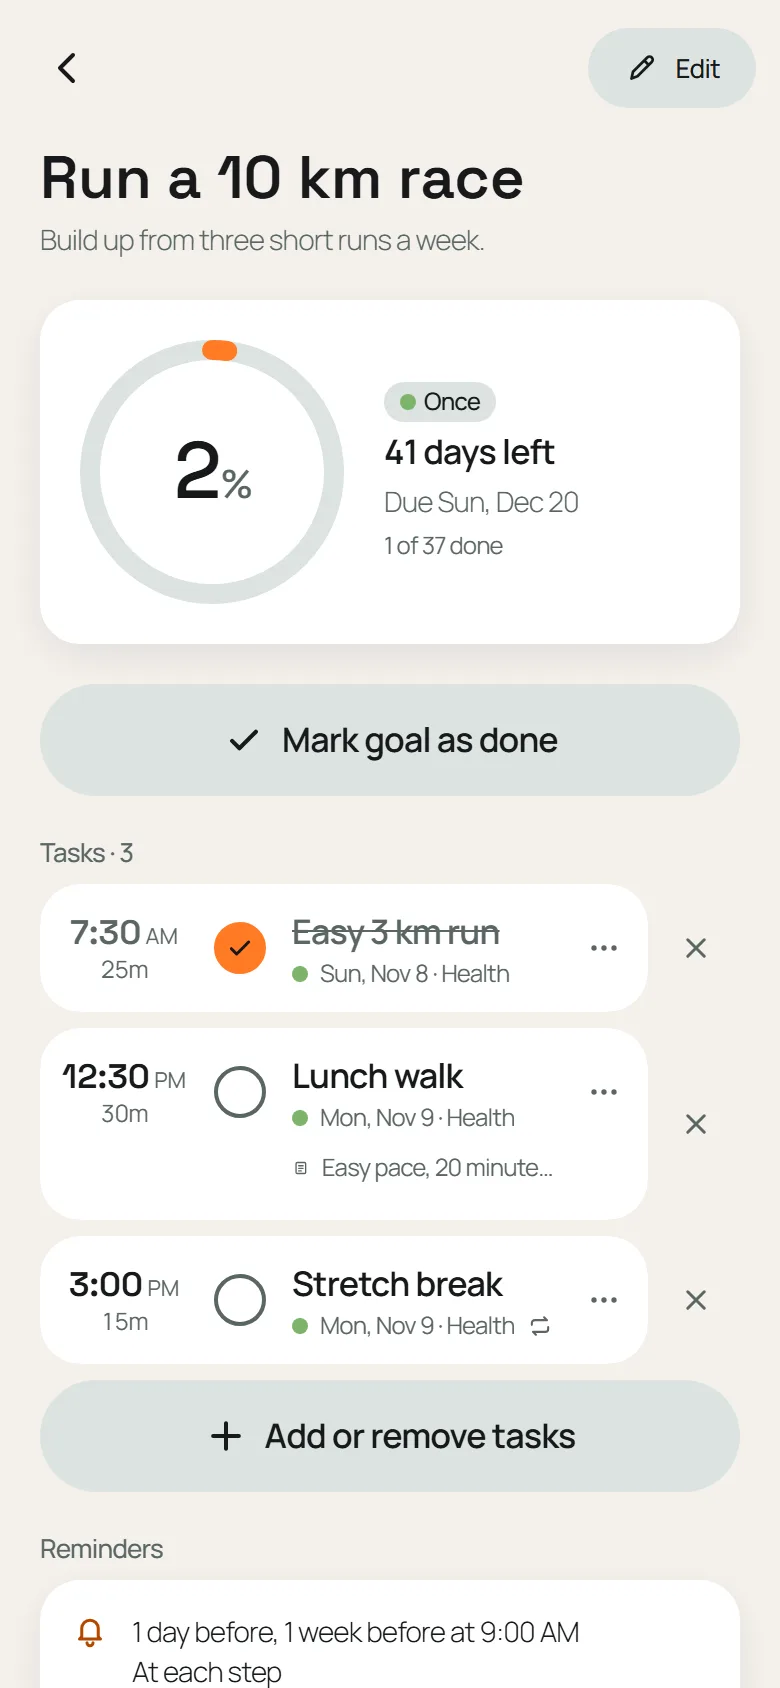 Edit
Run a 10 km race
Build up from three short runs a week.
2%
Once
41 days left
Due Sun, Dec 20
1 of 37 done
Mark goal as done
Tasks · 3
7:30 AM
25m
Easy 3 km run
Sun, Nov 8 · Health
12:30 PM
30m
Lunch walk
Mon, Nov 9 · Health
Easy pace, 20 minute...
3:00 PM
15m
Stretch break
Mon, Nov 9 · Health
Add or remove tasks
Reminders
1 day before, 1 week before at 9:00 AM
At each step